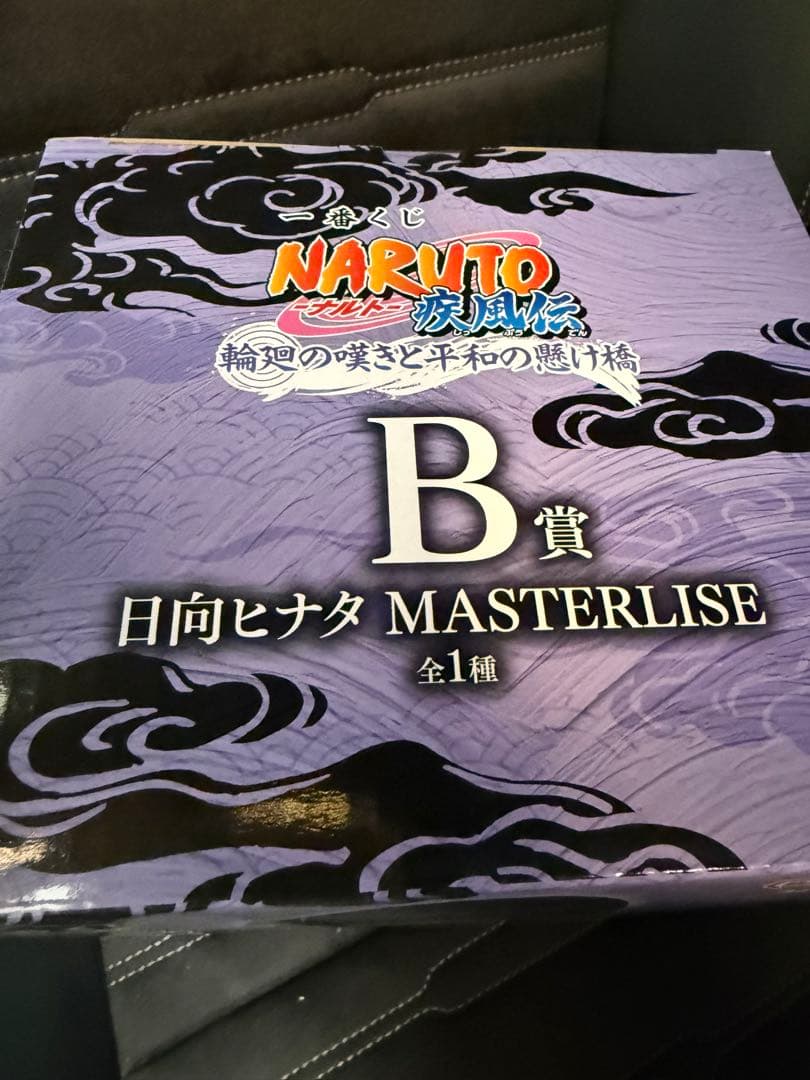 一番くじ
NARUTO
-ナルト-
疾風伝
しっ ぷう でん
輪廻の嘆きと平和の懸け橋
B賞
日向ヒナタ MASTERLISE
全1種